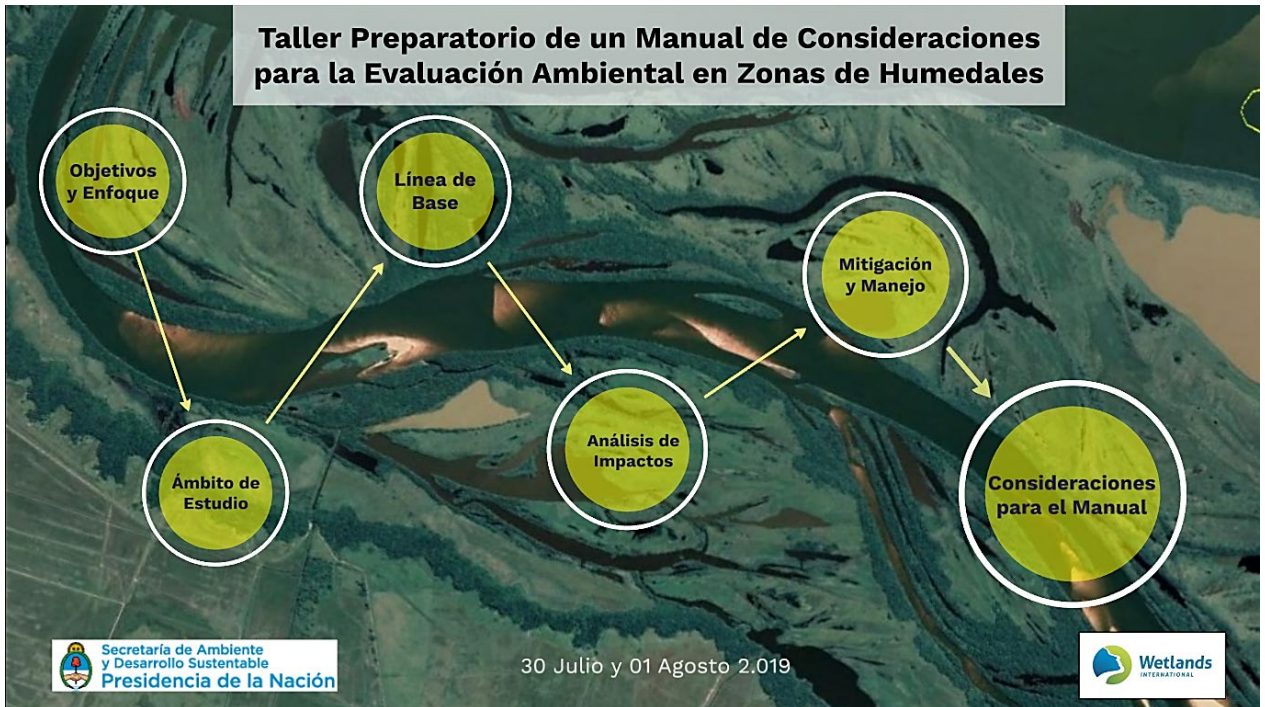 Taller Preparatorio de un Manual de Consideraciones
para la Evaluación Ambiental en Zonas de Humedales
Objetivos
y Enfoque
Línea de
Base
Mitigación
y Manejo
Ámbito de
Estudio
Análisis de
Impactos
Consideraciones
para el Manual
Secretaría de Ambiente
y Desarrollo Sustentable
Presidencia de la Nación
30 Julio y 01 Agosto 2.019
Wetlands
INTERNATIONAL